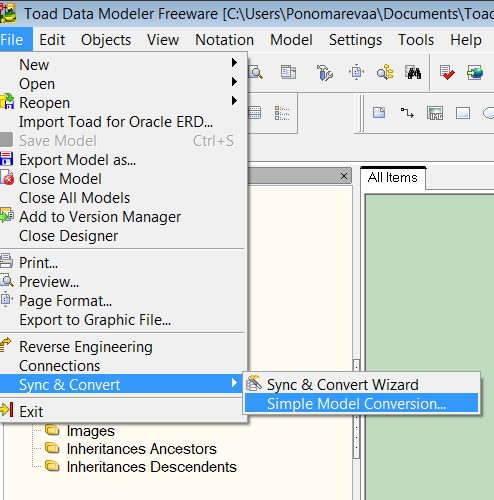 Toad Data Modeler Freeware [C:\Users\Ponomarevaa\Documents\Toac
File Edit Objects View Notation Model Settings Tools Help
New
Open
Reopen
Import Toad for Oracle ERD...
Save Model Ctrl+S
Export Model as...
Close Model
Close All Models
Add to Version Manager
Close Designer
Print...
Preview...
Page Format...
Export to Graphic File...
Reverse Engineering
Connections
Sync & Convert
Exit
Sync & Convert Wizard
Simple Model Conversion...
All Items
Images
Inheritances Ancestors
Inheritances Descendents